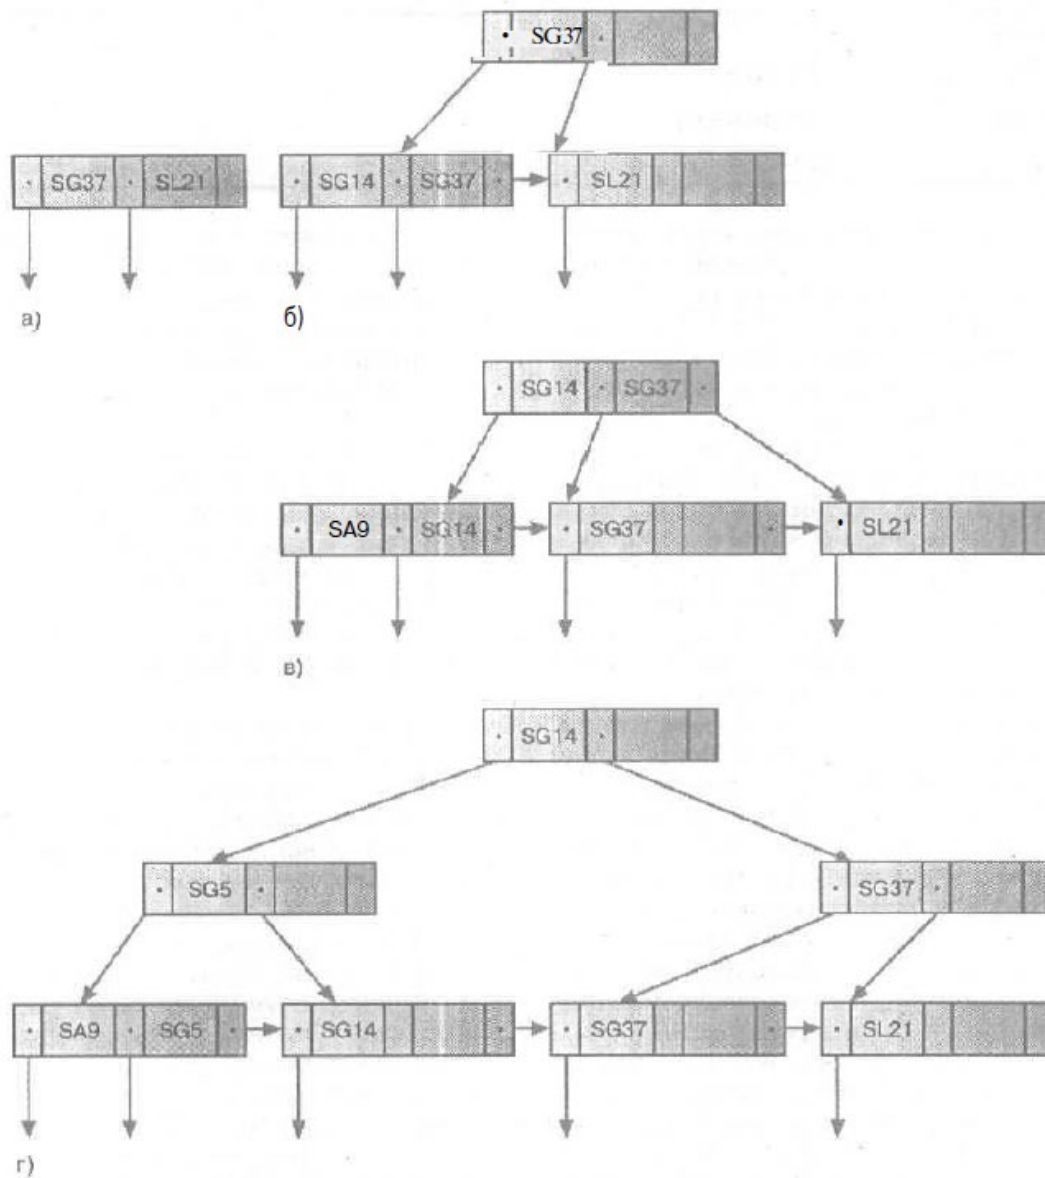 SG37
SG37 SL21 SG14 SG37 SL21
а) б)
SG14 SG37
SA9 SG14 SG37 SL21
в)
SG14
SG5 SG37
SA9 SG5 SG14 SG37 SL21
г)